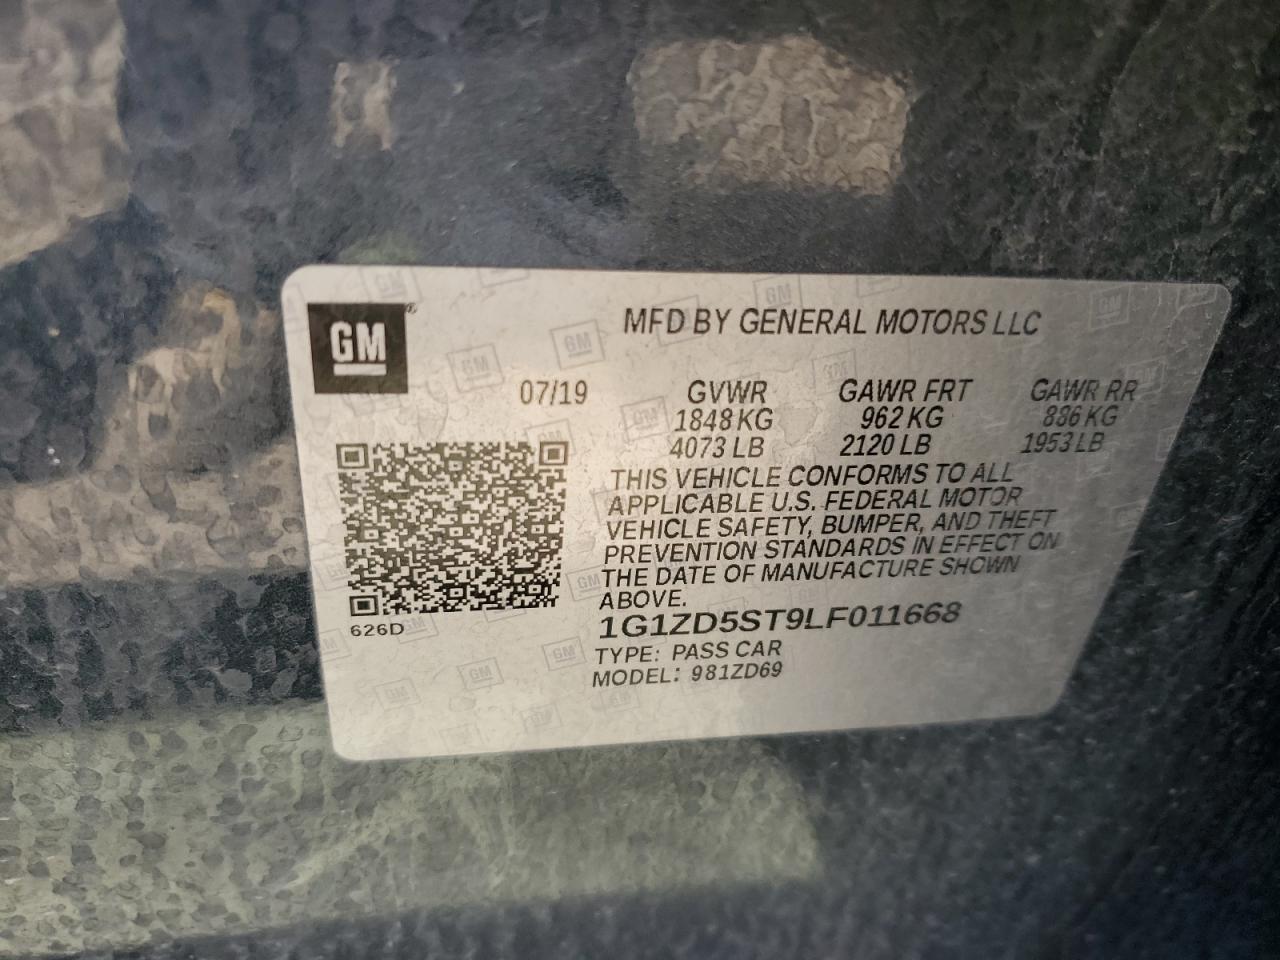 GM®
MFD BY GENERAL MOTORS LLC
07/19 GVWR GAWR FRT GAWR RR
1848 KG 962 KG 886 KG
4073 LB 2120 LB 1953 LB
THIS VEHICLE CONFORMS TO ALL
APPLICABLE U.S. FEDERAL MOTOR
VEHICLE SAFETY, BUMPER, AND THEFT
PREVENTION STANDARDS IN EFFECT ON
THE DATE OF MANUFACTURE SHOWN
ABOVE.
626D
1G1ZD5ST9LF011668
TYPE: PASS CAR
MODEL: 981ZD69